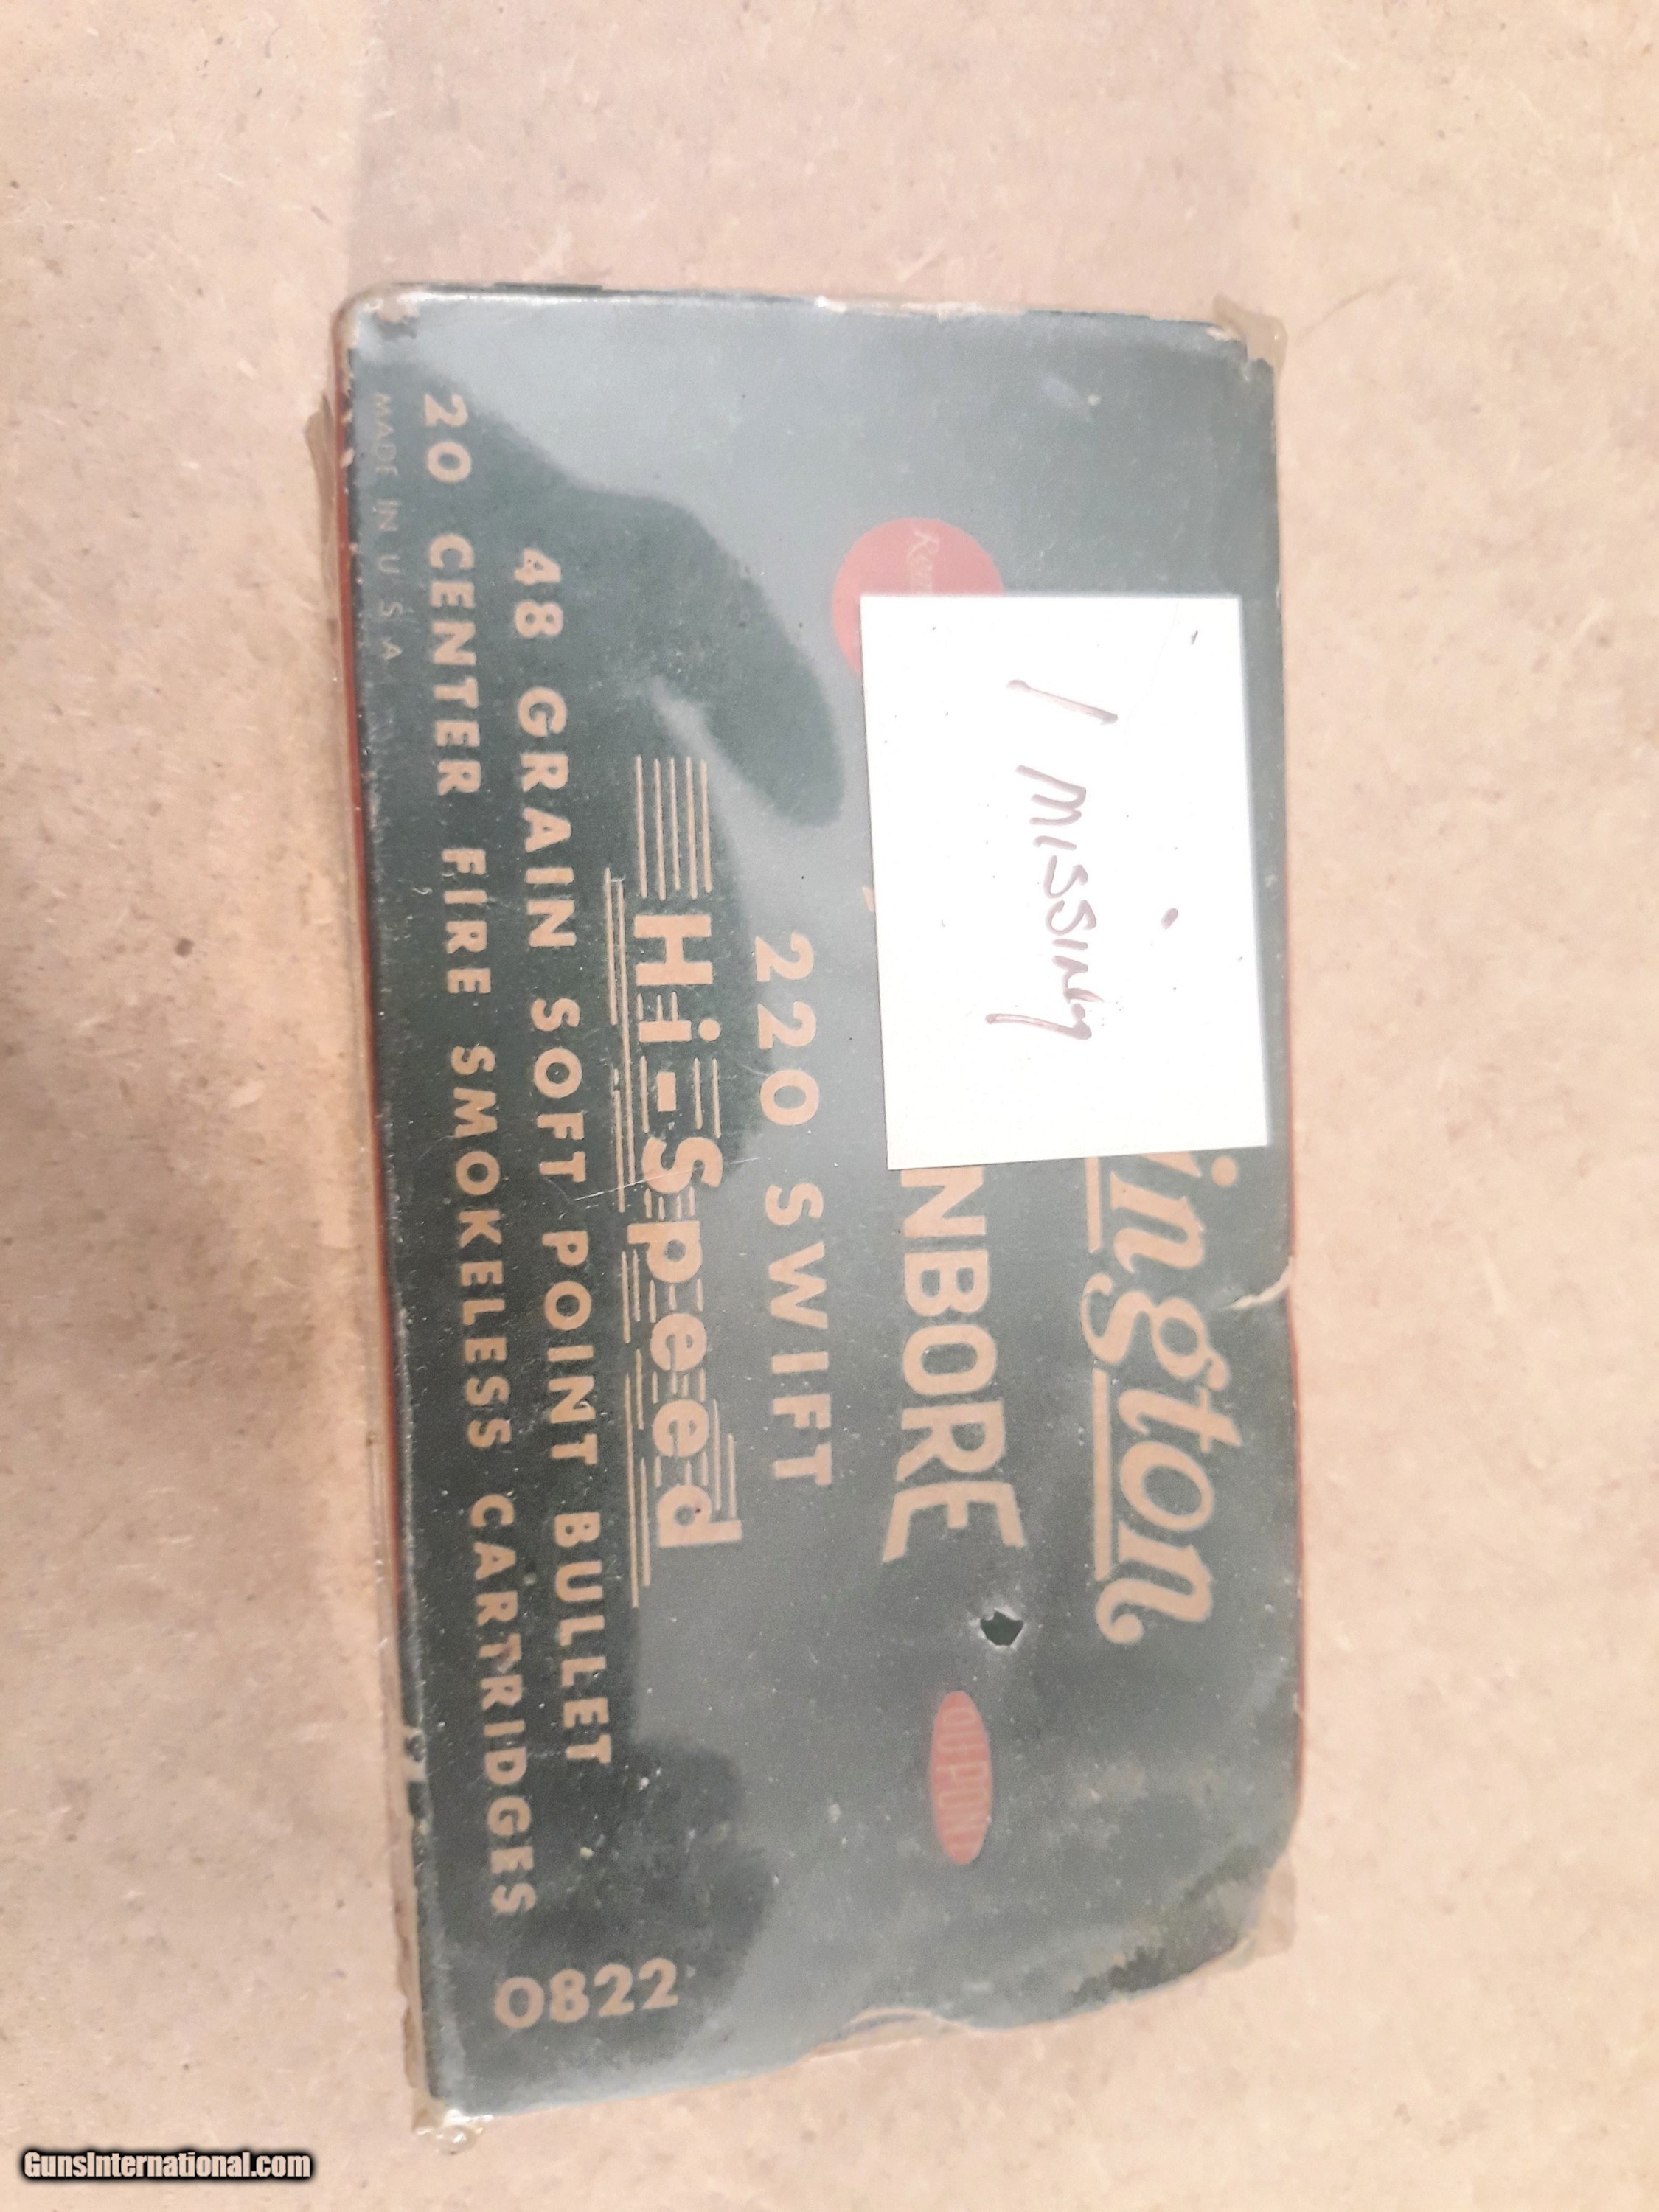 ington
NBORE
DUPONT
1 MISSING
220 SWIFT
Hi-Speed
48 GRAIN SOFT POINT BULLET
20 CENTER FIRE SMOKELESS CARTRIDGES
0822
MADE IN U.S.A.
GunsInternational.com